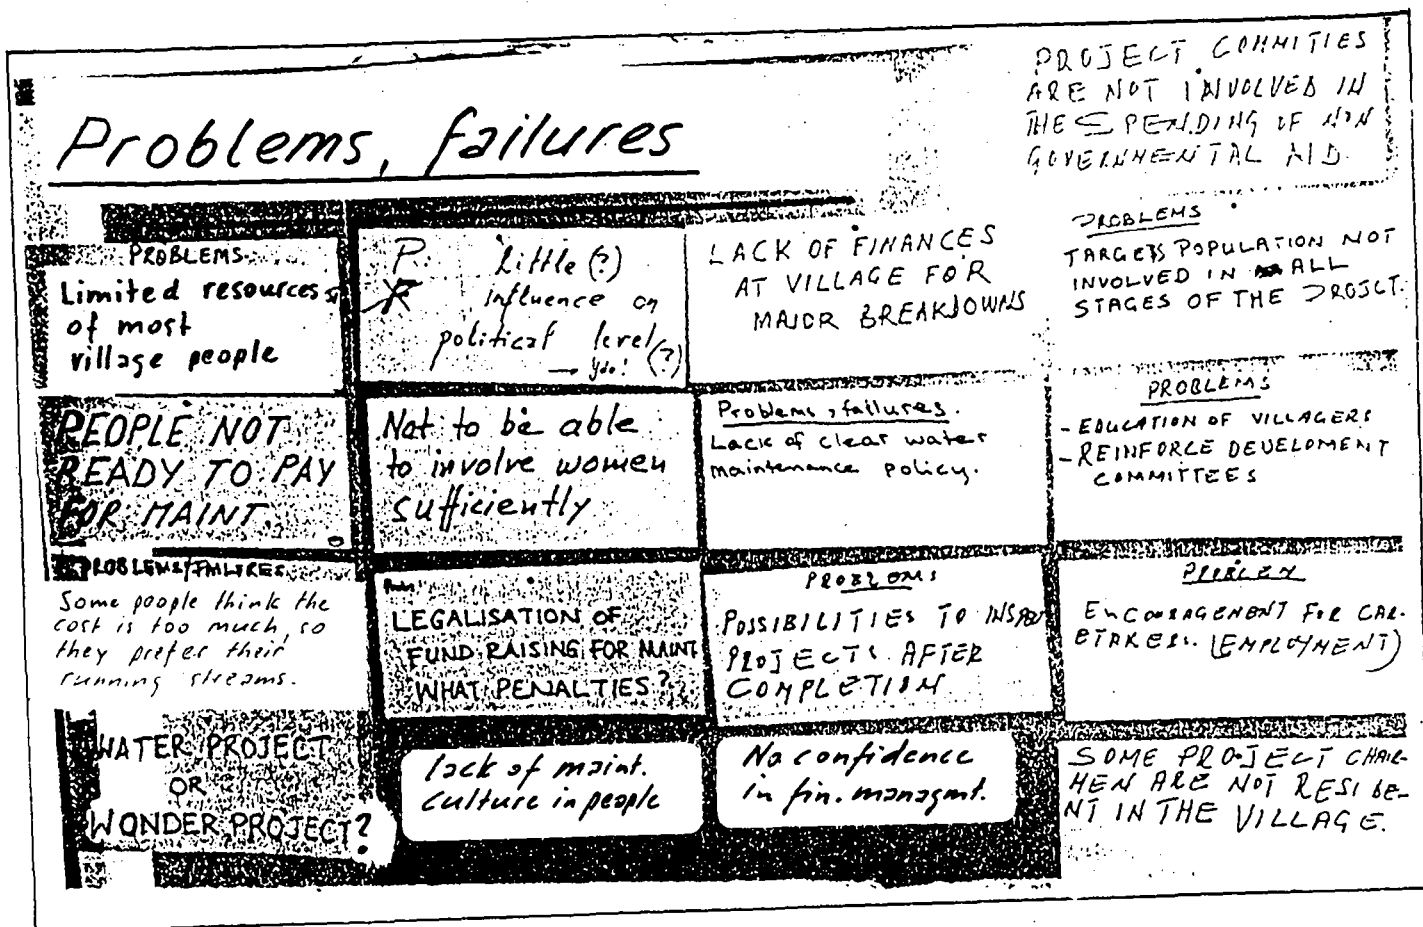 Problems, failures
PROJECT COMMITIES
ARE NOT INVOLVED IN
THE SPENDING OF NON
GOVERNMENTAL AID.
PROBLEMS
Limited resources
of most
village people
P.
Little (?)
influence on
political level (?)
→
LACK OF FINANCES
AT VILLAGE FOR
MAJOR BREAKDOWNS
PROBLEMS
TARGETS POPULATION NOT
INVOLVED IN ALL
STAGES OF THE PROJCT.
PEOPLE NOT
READY TO PAY
FOR MAINT.
Not to be able
to involve women
sufficiently
Problems, failures.
Lack of clear water
maintenance policy.
PROBLEMS
- EDUCATION OF VILLAGERS
- REINFORCE DEVELOMENT
COMMITTEES
PROBLEMS/FAILURES
Some people think the
cost is too much, so
they prefer their
running streams.
LEGALISATION OF
FUND RAISING FOR MAINT
WHAT PENALTIES?
PROBLEMS
POSSIBILITIES TO INSPECT
PROJECTS AFTER
COMPLETION
PROBLEM
ENCOURAGEMENT FOR CAR-
ETAKERS. (EMPLOYMENT)
WATER PROJECT
OR
WONDER PROJECT?
lack of maint.
culture in people
No confidence
in fin. managmt.
SOME PROJECT CHAIR-
MEN ARE NOT RESIDE-
NT IN THE VILLAGE.